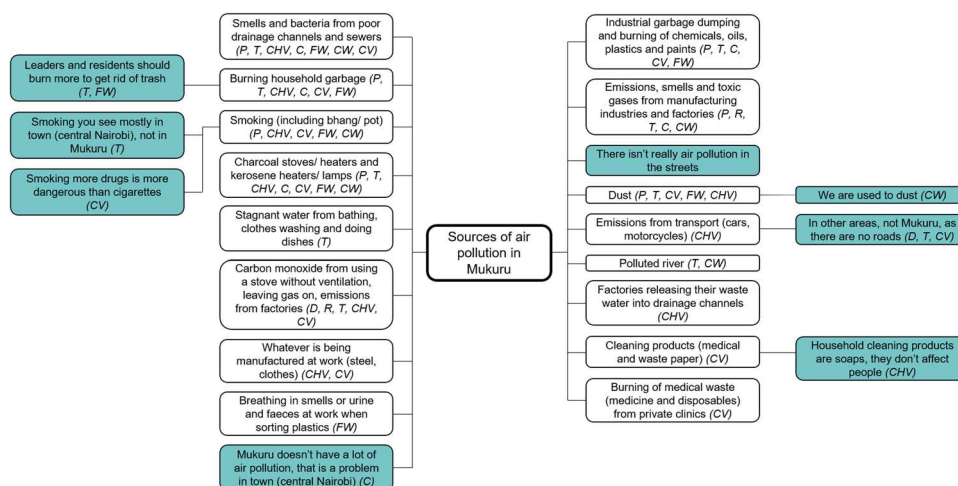 Smells and bacteria from poor
drainage channels and sewers
(P, T, CHV, C, FW, CW, CV)
Leaders and residents should
burn more to get rid of trash
(T, FW)
Burning household garbage (P,
T, CHV, C, CV, FW)
Smoking you see mostly in
town (central Nairobi), not in
Mukuru (T)
Smoking (including bhang/ pot)
(P, CHV, CV, FW, CW)
Smoking more drugs is more
dangerous than cigarettes
(CV)
Charcoal stoves/ heaters and
kerosene heaters/ lamps (P, T,
CHV, C, CV, FW, CW)
Stagnant water from bathing,
clothes washing and doing
dishes (T)
Carbon monoxide from using
a stove without ventilation,
leaving gas on, emissions
from factories (D, R, T, CHV,
CV)
Whatever is being
manufactured at work (steel,
clothes) (CHV, CV)
Breathing in smells or urine
and faeces at work when
sorting plastics (FW)
Mukuru doesn't have a lot of
air pollution, that is a problem
in town (central Nairobi) (C)
Sources of air
pollution in
Mukuru
Industrial garbage dumping
and burning of chemicals, oils,
plastics and paints (P, T, C,
CV, FW)
Emissions, smells and toxic
gases from manufacturing
industries and factories (P, R,
T, C, CW)
There isn't really air pollution in
the streets
Dust (P, T, CV, FW, CHV)
We are used to dust (CW)
Emissions from transport (cars,
motorcycles) (CHV)
In other areas, not Mukuru, as
there are no roads (D, T, CV)
Polluted river (T, CW)
Factories releasing their waste
water into drainage channels
(CHV)
Cleaning products (medical
and waste paper) (CV)
Household cleaning products
are soaps, they don't affect
people (CHV)
Burning of medical waste
(medicine and disposables)
from private clinics (CV)